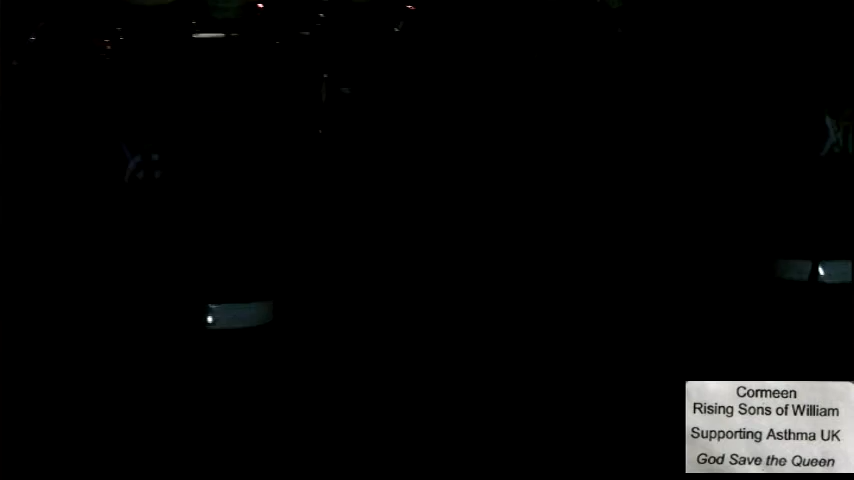 Cormeen
Rising Sons of William
Supporting Asthma UK
God Save the Queen